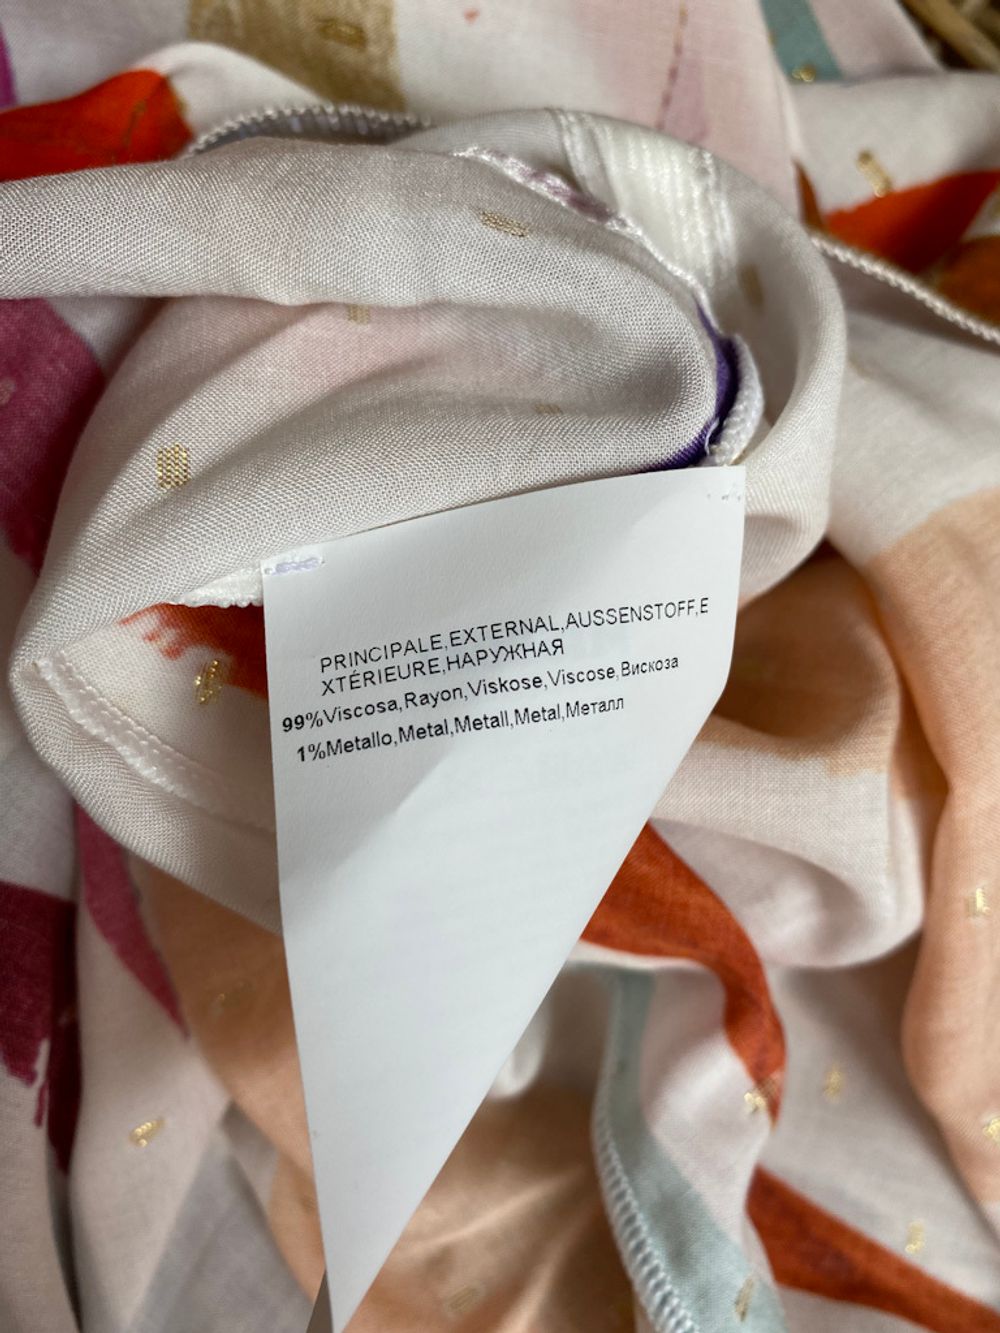 PRINCIPALE,EXTERNAL,AUSSENSTOFF,E
XTÉRIEURE,НАРУЖНАЯ
99%Viscosa,Rayon,Viskose,Viscose,Вискоза
1%Metallo,Metal,Metall,Metal,Металл